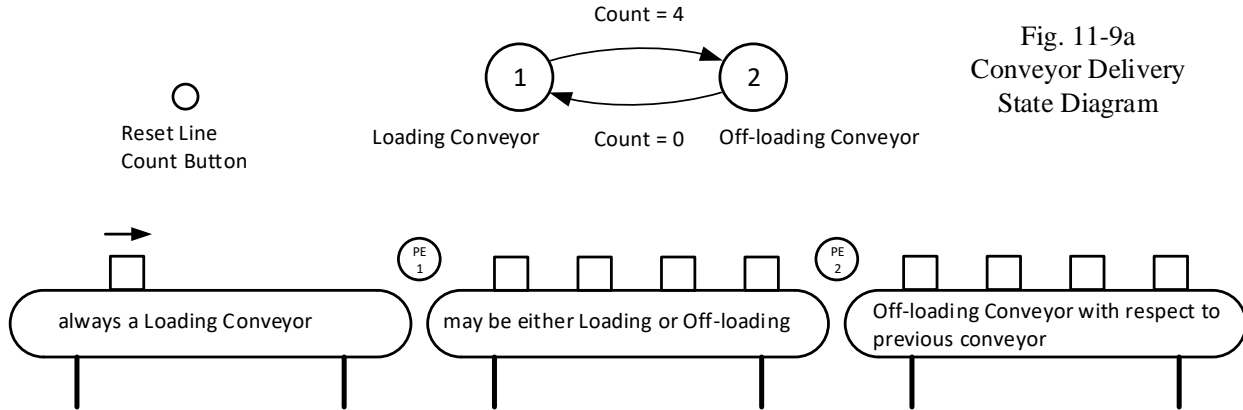 Count = 4
Fig. 11-9a
Conveyor Delivery
State Diagram
1
2
Reset Line
Count Button
Loading Conveyor
Count = 0
Off-loading Conveyor
PE
1
PE
2
always a Loading Conveyor
may be either Loading or Off-loading
Off-loading Conveyor with respect to
previous conveyor